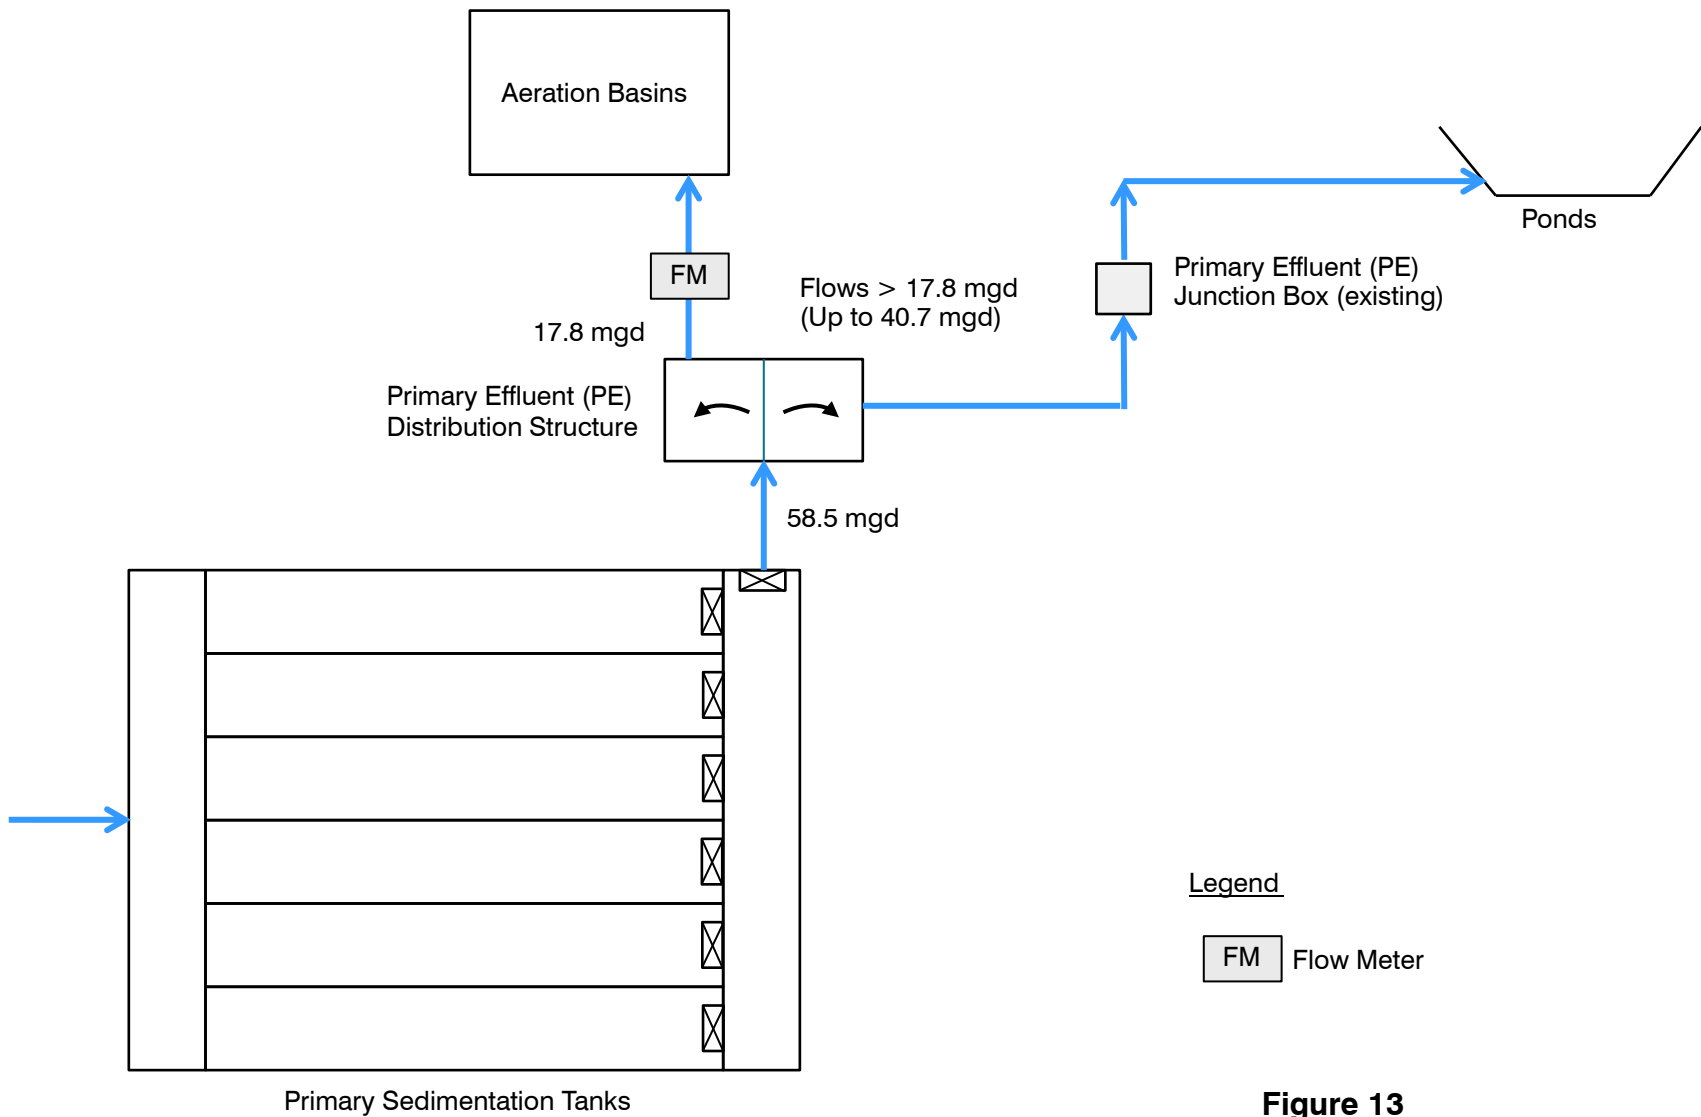 Aeration Basins
Ponds
FM
Flows > 17.8 mgd
(Up to 40.7 mgd)
Primary Effluent (PE)
Junction Box (existing)
17.8 mgd
Primary Effluent (PE)
Distribution Structure
58.5 mgd
Legend
FM Flow Meter
Primary Sedimentation Tanks
Figure 13